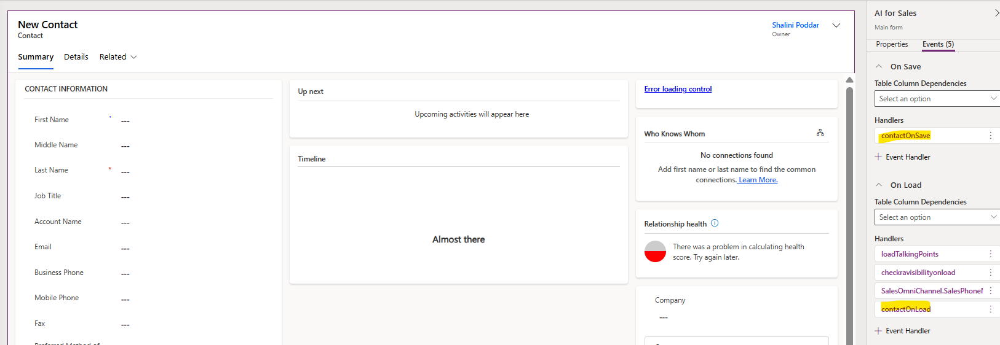 New Contact
Contact
Shalini Poddar
Owner
Summary
Details
Related
CONTACT INFORMATION
First Name
+
---
Middle Name
---
Last Name
*
---
Job Title
---
Account Name
---
Email
---
Business Phone
---
Mobile Phone
---
Fax
---
Preferred Method of
Up next
Upcoming activities will appear here
Timeline
Almost there
Error loading control
Who Knows Whom
No connections found
Add first name or last name to find the common
connections. Learn More.
Relationship health
There was a problem in calculating health
score. Try again later.
Company
---
AI for Sales
Main form
Properties
Events (5)
On Save
Table Column Dependencies
Select an option
Handlers
contactOnSave
+ Event Handler
On Load
Table Column Dependencies
Select an option
Handlers
loadTalkingPoints
checkravisibilityonload
SalesOmniChannel.SalesPhone
contactOnLoad
+ Event Handler